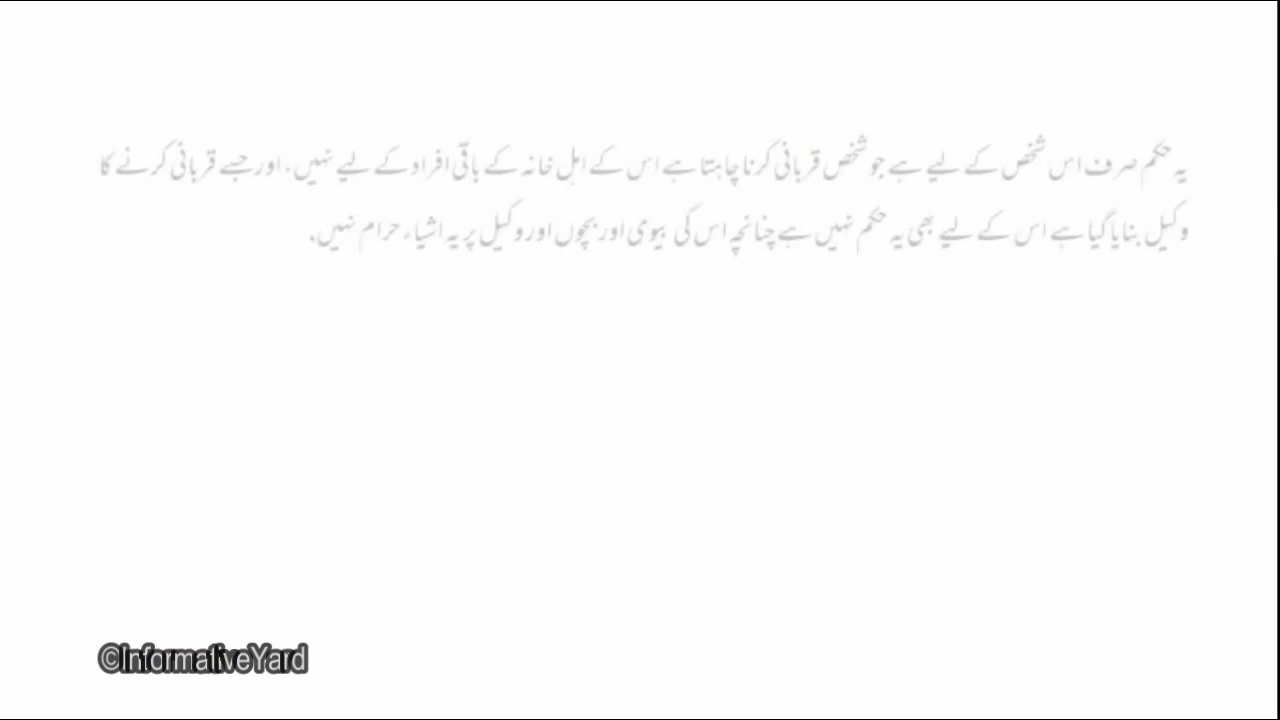 یہ حکم صرف اس شخص کے لیے ہے جو شخص قربانی کرنا چاہتا ہے اس کے اہل خانہ کے باقی افراد کے لیے نہیں، اور جسے قربانی کرنے کا
وکیل بنایا گیا ہے اس کے لیے بھی یہ حکم نہیں ہے چنانچہ اس کی بیوی اور بچوں اور وکیل پر یہ اشیاء حرام نہیں.
©InformativeYard